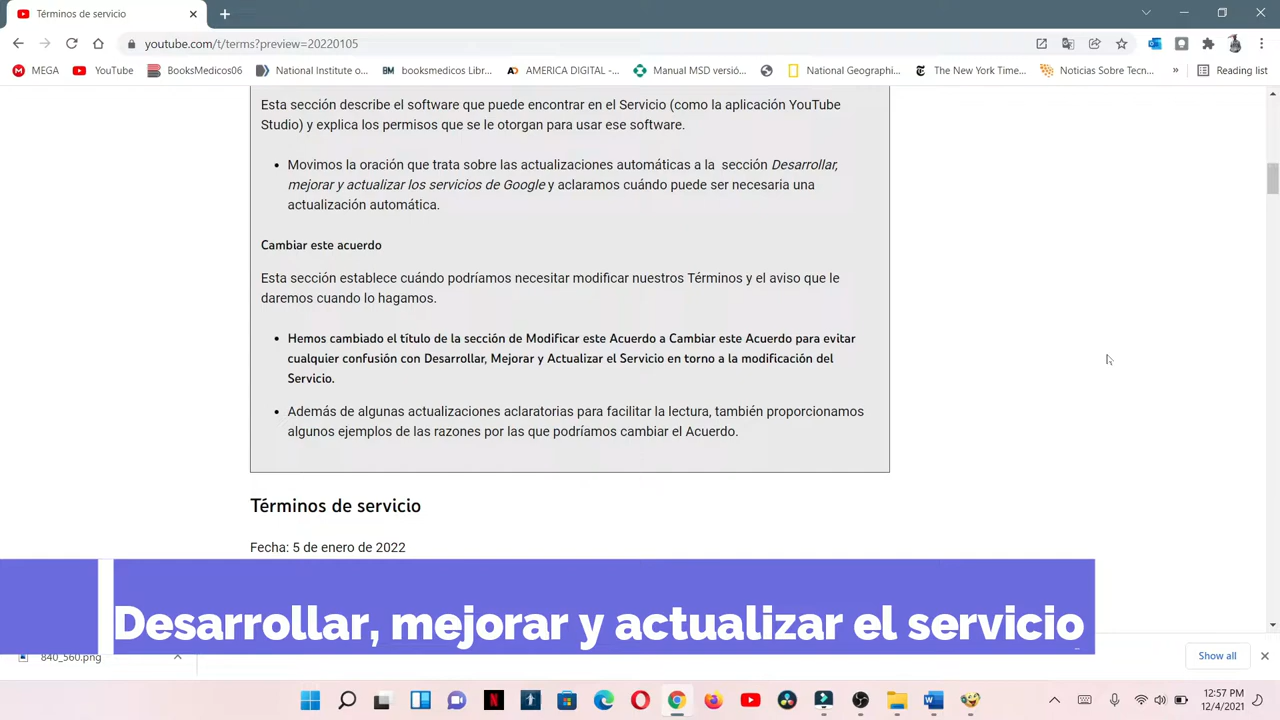 Términos de servicio
youtube.com/t/terms?preview=20220105
MEGA
YouTube
BooksMedicos06
National Institute o...
booksmedicos Libr...
AMERICA DIGITAL -...
Manual MSD versió...
National Geographi...
The New York Time...
Noticias Sobre Tecn...
»
Reading list
Esta sección describe el software que puede encontrar en el Servicio (como la aplicación YouTube
Studio) y explica los permisos que se le otorgan para usar ese software.
• Movimos la oración que trata sobre las actualizaciones automáticas a la sección Desarrollar,
mejorar y actualizar los servicios de Google y aclaramos cuándo puede ser necesaria una
actualización automática.
Cambiar este acuerdo
Esta sección establece cuándo podríamos necesitar modificar nuestros Términos y el aviso que le
daremos cuando lo hagamos.
• Hemos cambiado el título de la sección de Modificar este Acuerdo a Cambiar este Acuerdo para evitar
cualquier confusión con Desarrollar, Mejorar y Actualizar el Servicio en torno a la modificación del
Servicio.
• Además de algunas actualizaciones aclaratorias para facilitar la lectura, también proporcionamos
algunos ejemplos de las razones por las que podríamos cambiar el Acuerdo.
Términos de servicio
Fecha: 5 de enero de 2022
Desarrollar, mejorar y actualizar el servicio
840_560.png
Show all
12:57 PM
12/4/2021